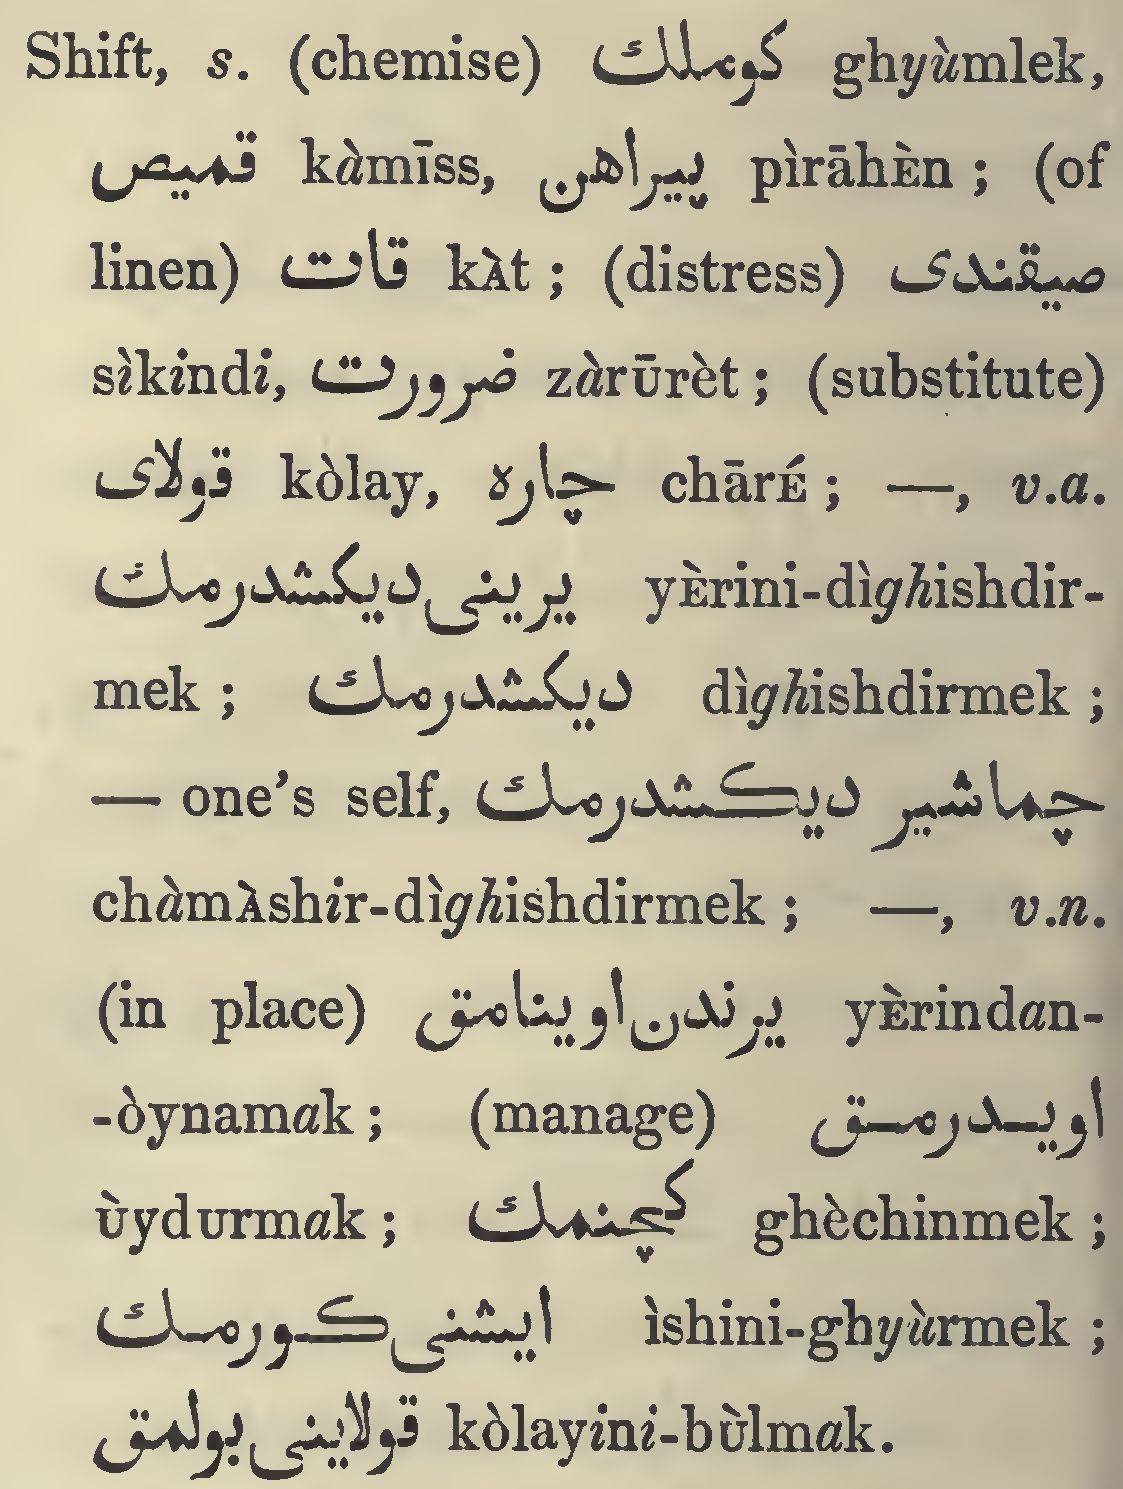 Shift, s. (chemise) كوملك ghyùmlek,
قميص kàmīss, پيراهن pìrāhÈn ; (of
linen) قات kÀt ; (distress) صيقندى
sìkindi, ضرورت zàrūrèt ; (substitute)
قولاى kòlay, چاره chārÉ ; —, v.a.
يرينى ديكشدرمك yÈrini-dìghishdir-
mek ; ديكشدرمك dìghishdirmek ;
— one's self, چماشير ديكشدرمك
chàmÀshir-dìghishdirmek ; —, v.n.
(in place) يرندن اوينامق yÈrindan-
-òynamak ; (manage) اويدرمق
ùydurmak ; كچنمك ghèchinmek ;
ايشنى كورمك ìshini-ghyùrmek ;
قولاينى بولمق kòlayini-bùlmak.